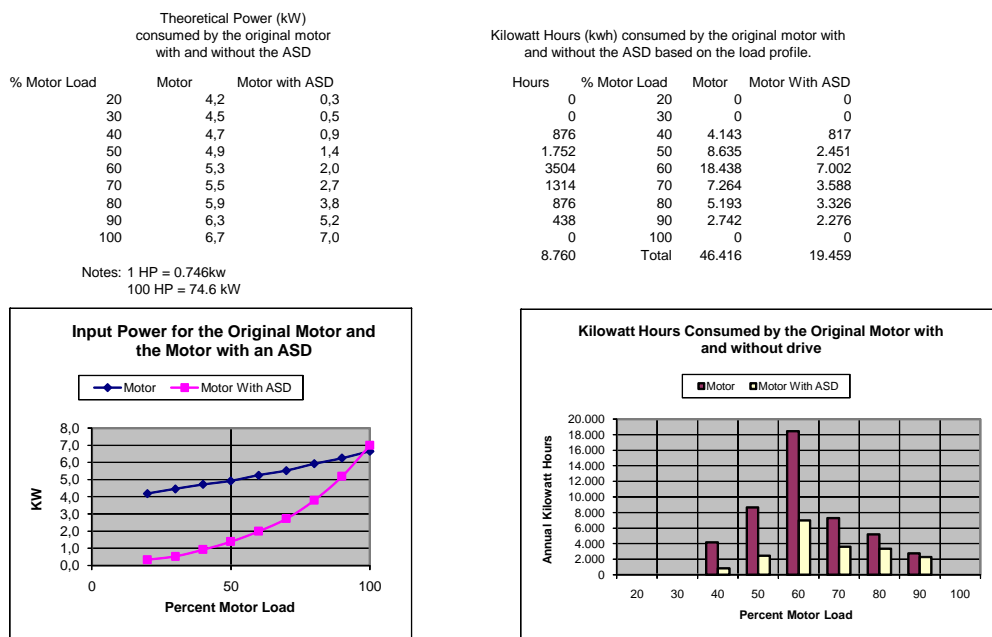 Theoretical Power (kW)
consumed by the original motor
with and without the ASD
% Motor Load Motor Motor with ASD
20 4,2 0,3
30 4,5 0,5
40 4,7 0,9
50 4,9 1,4
60 5,3 2,0
70 5,5 2,7
80 5,9 3,8
90 6,3 5,2
100 6,7 7,0
Notes: 1 HP = 0.746kw
100 HP = 74.6 kW
Kilowatt Hours (kwh) consumed by the original motor with
and without the ASD based on the load profile.
Hours % Motor Load Motor Motor With ASD
0 20 0 0
0 30 0 0
876 40 4.143 817
1.752 50 8.635 2.451
3504 60 18.438 7.002
1314 70 7.264 3.588
876 80 5.193 3.326
438 90 2.742 2.276
0 100 0 0
8.760 Total 46.416 19.459
Input Power for the Original Motor and
the Motor with an ASD
Motor Motor With ASD
8,0
7,0
6,0
5,0
4,0
3,0
2,0
1,0
0,0
KW
0 50 100
Percent Motor Load
Kilowatt Hours Consumed by the Original Motor with
and without drive
Motor Motor With ASD
20.000
18.000
16.000
14.000
12.000
10.000
8.000
6.000
4.000
2.000
0
Annual Kilowatt Hours
20 30 40 50 60 70 80 90 100
Percent Motor Load